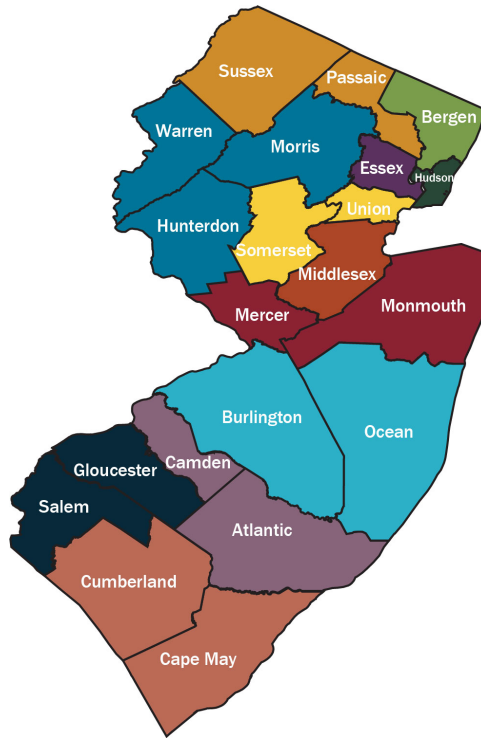 Sussex
Passaic
Bergen
Warren
Morris
Essex
Hudson
Union
Hunterdon
Somerset
Middlesex
Mercer
Monmouth
Burlington
Ocean
Camden
Gloucester
Salem
Atlantic
Cumberland
Cape May